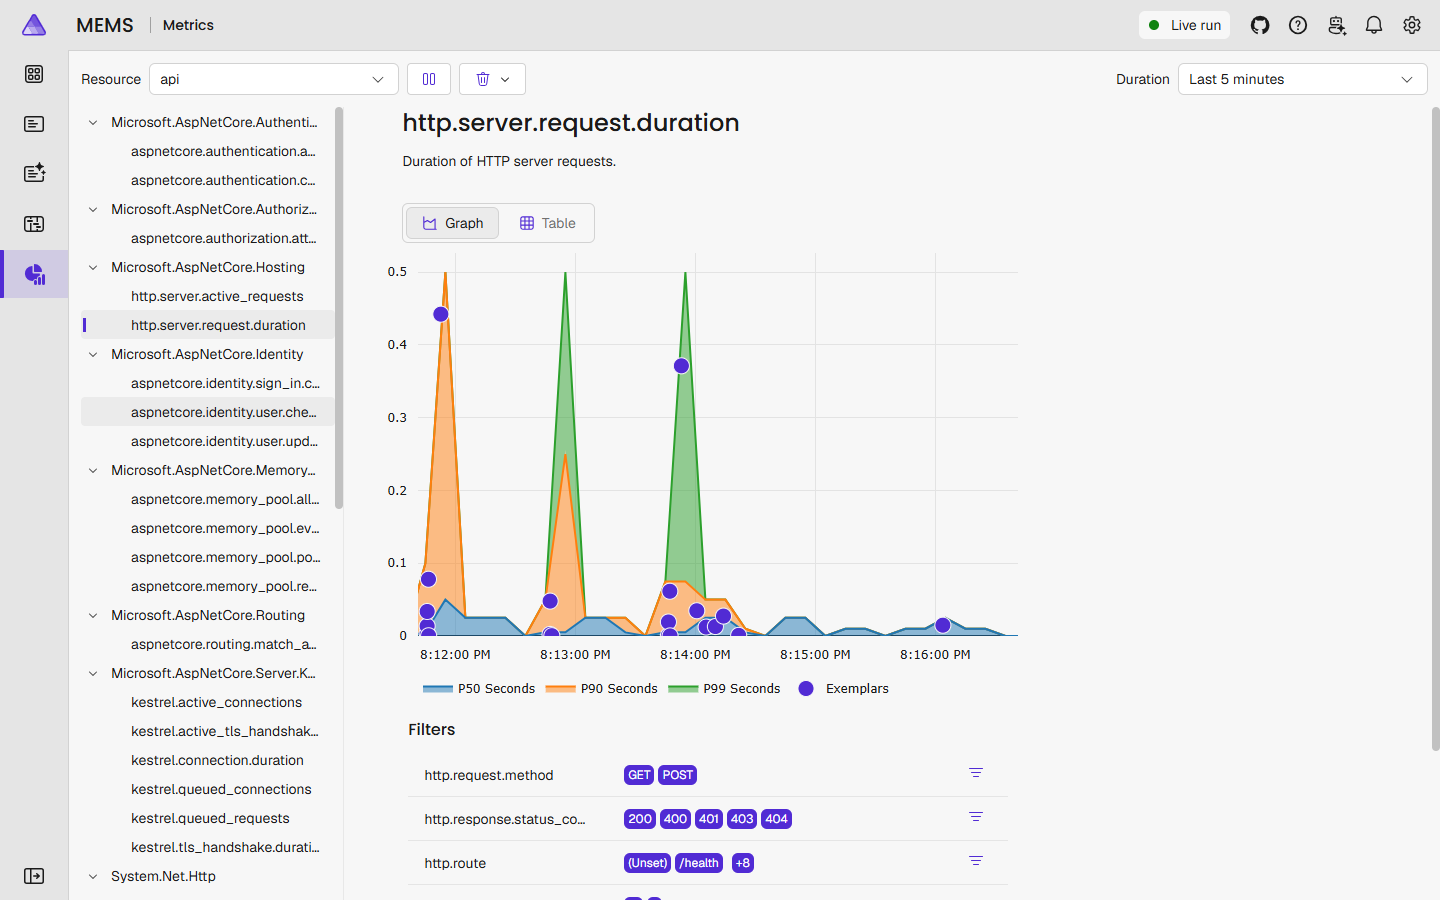 MEMS
Metrics
Live run
Resource
api
Duration
Last 5 minutes
Microsoft.AspNetCore.Authenti...
aspnetcore.authentication.a...
aspnetcore.authentication.c...
Microsoft.AspNetCore.Authoriz...
aspnetcore.authorization.att...
Microsoft.AspNetCore.Hosting
http.server.active_requests
http.server.request.duration
Microsoft.AspNetCore.Identity
aspnetcore.identity.sign_in.c...
aspnetcore.identity.user.che...
aspnetcore.identity.user.upd...
Microsoft.AspNetCore.Memory...
aspnetcore.memory_pool.all...
aspnetcore.memory_pool.ev...
aspnetcore.memory_pool.po...
aspnetcore.memory_pool.re...
Microsoft.AspNetCore.Routing
aspnetcore.routing.match_a...
Microsoft.AspNetCore.Server.K...
kestrel.active_connections
kestrel.active_tls_handshak...
kestrel.connection.duration
kestrel.queued_connections
kestrel.queued_requests
kestrel.tls_handshake.durati...
System.Net.Http
http.server.request.duration
Duration of HTTP server requests.
Graph
Table
0.5
0.4
0.3
0.2
0.1
0
8:12:00 PM 8:13:00 PM 8:14:00 PM 8:15:00 PM 8:16:00 PM
P50 Seconds P90 Seconds P99 Seconds Exemplars
Filters
http.request.method GET POST
http.response.status_co... 200 400 401 403 404
http.route (Unset) /health +8